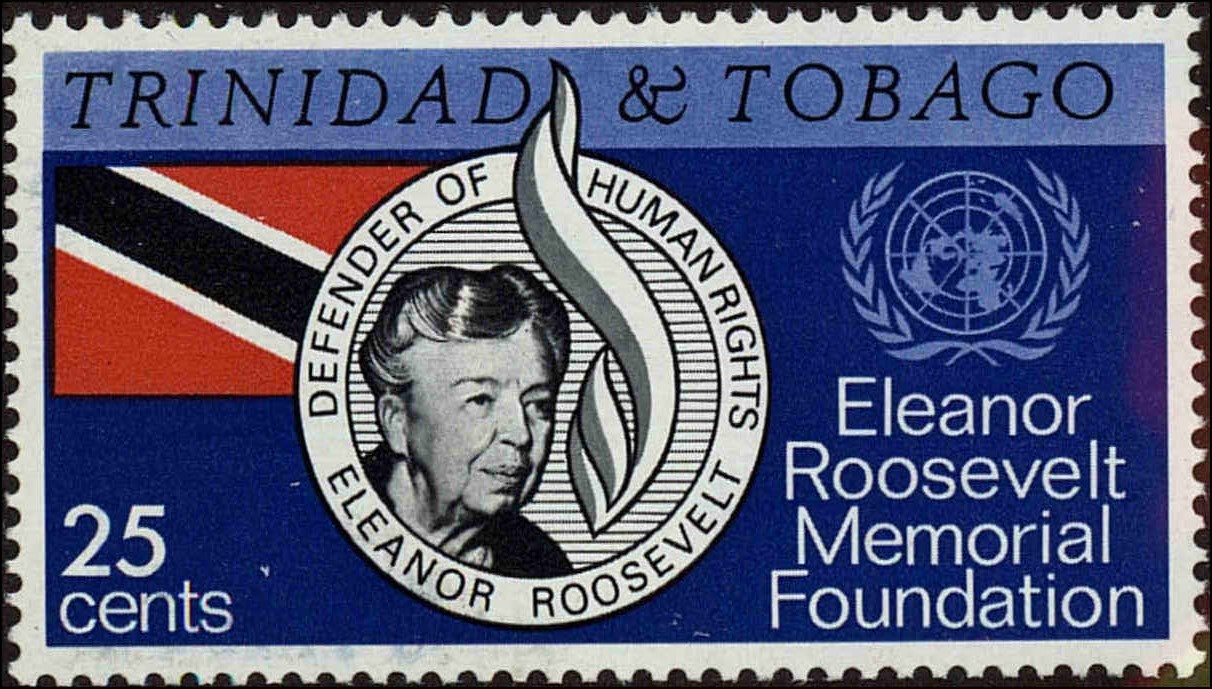 TRINIDAD & TOBAGO
DEFENDER OF HUMAN RIGHTS
ELEANOR ROOSEVELT
25
cents
Eleanor
Roosevelt
Memorial
Foundation